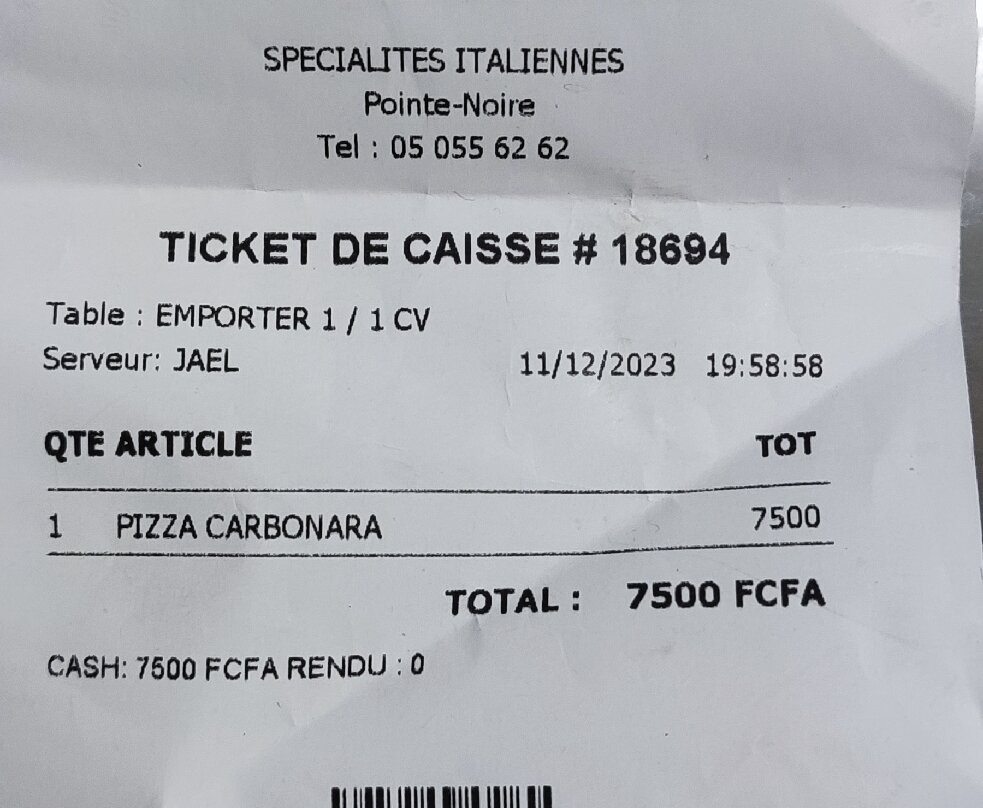 SPECIALITES ITALIENNES
Pointe-Noire
Tel : 05 055 62 62
TICKET DE CAISSE # 18694
Table : EMPORTER 1 / 1 CV
Serveur: JAEL 11/12/2023 19:58:58
QTE ARTICLE TOT
1 PIZZA CARBONARA 7500
TOTAL : 7500 FCFA
CASH: 7500 FCFA RENDU : 0